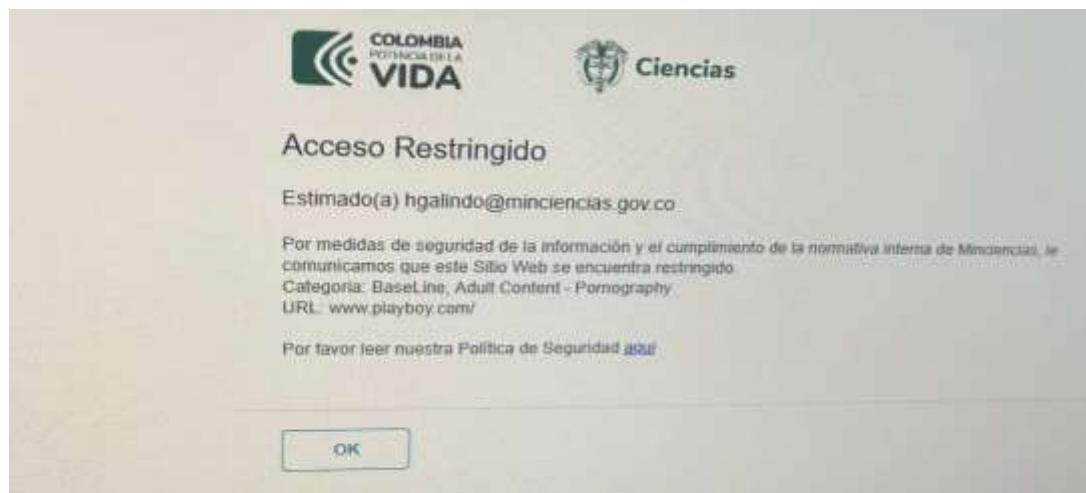 COLOMBIA
POTENCIA DE LA
VIDA
Ciencias
Acceso Restringido
Estimado(a) hgalindo@minciencias.gov.co
Por medidas de seguridad de la información y el cumplimiento de la normativa interna de Minciencias, le
comunicamos que este Sitio Web se encuentra restringido
Categoria: BaseLine, Adult Content - Pornography
URL: www.playboy.com/
Por favor leer nuestra Política de Seguridad aquí
OK